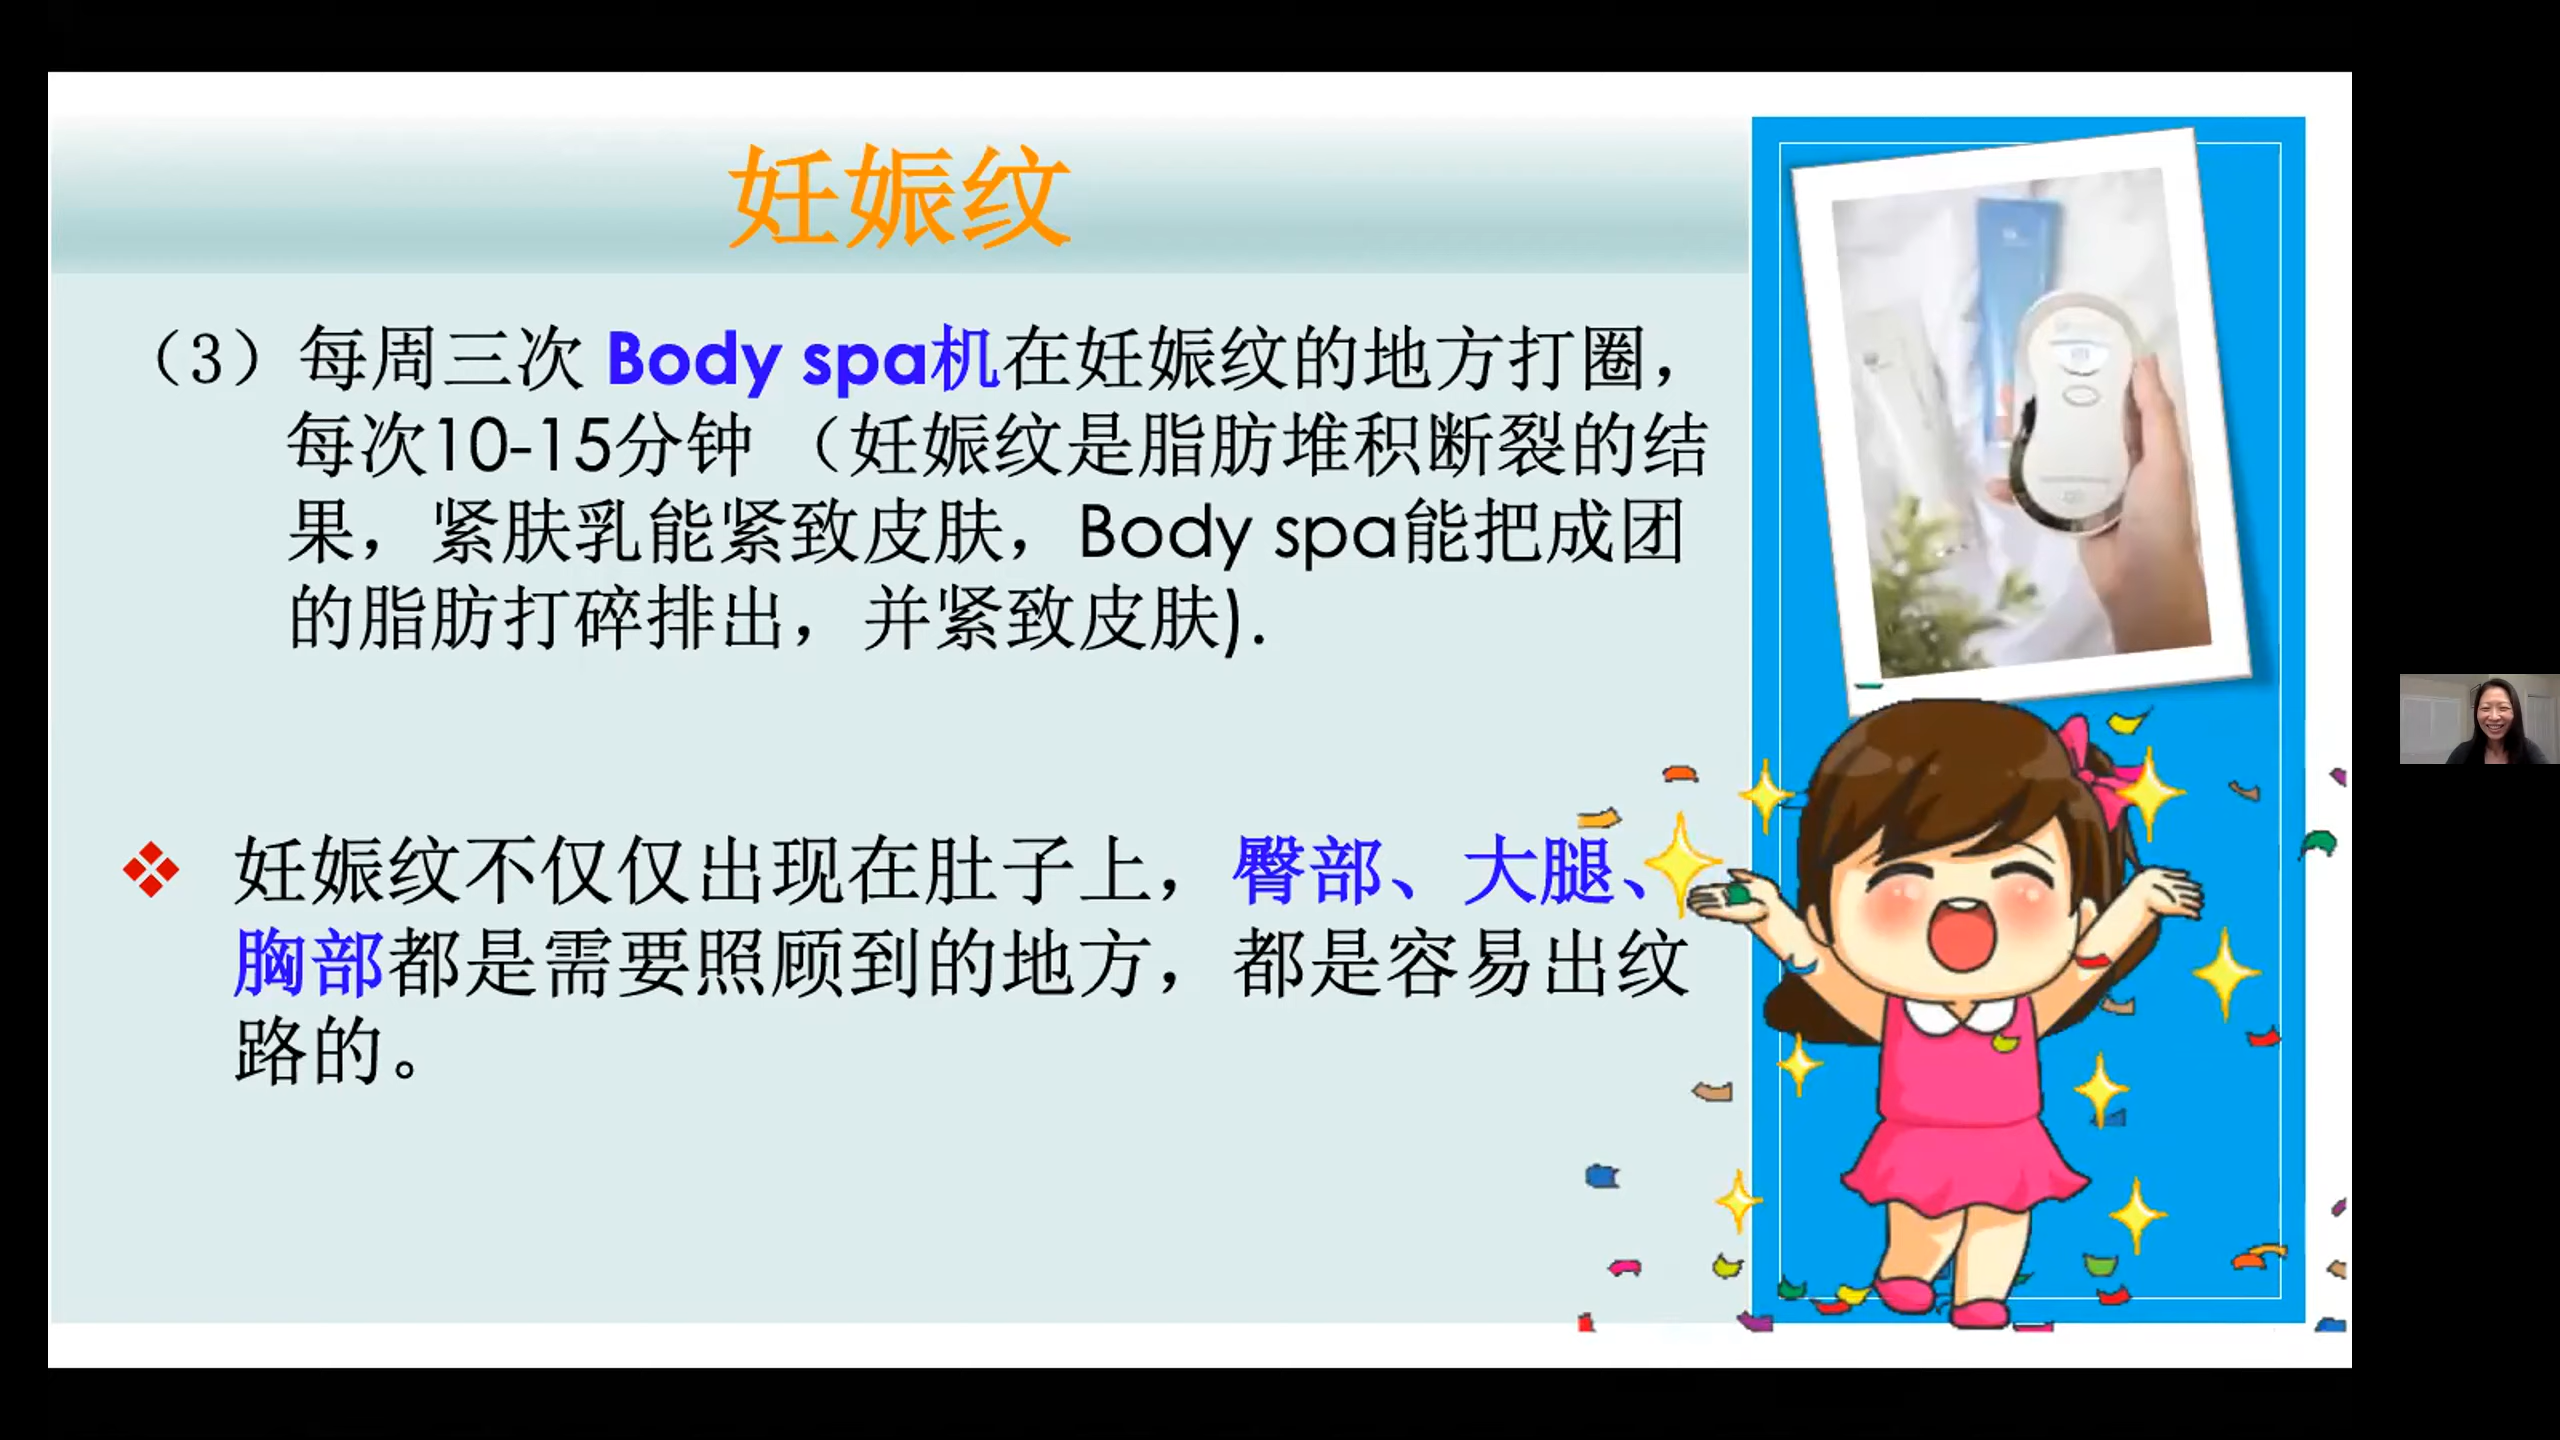 妊娠纹
（3）每周三次 Body spa机在妊娠纹的地方打圈，
每次10-15分钟 （妊娠纹是脂肪堆积断裂的结
果，紧肤乳能紧致皮肤，Body spa能把成团
的脂肪打碎排出，并紧致皮肤).
❖ 妊娠纹不仅仅出现在肚子上，臀部、大腿、
胸部都是需要照顾到的地方，都是容易出纹
路的。